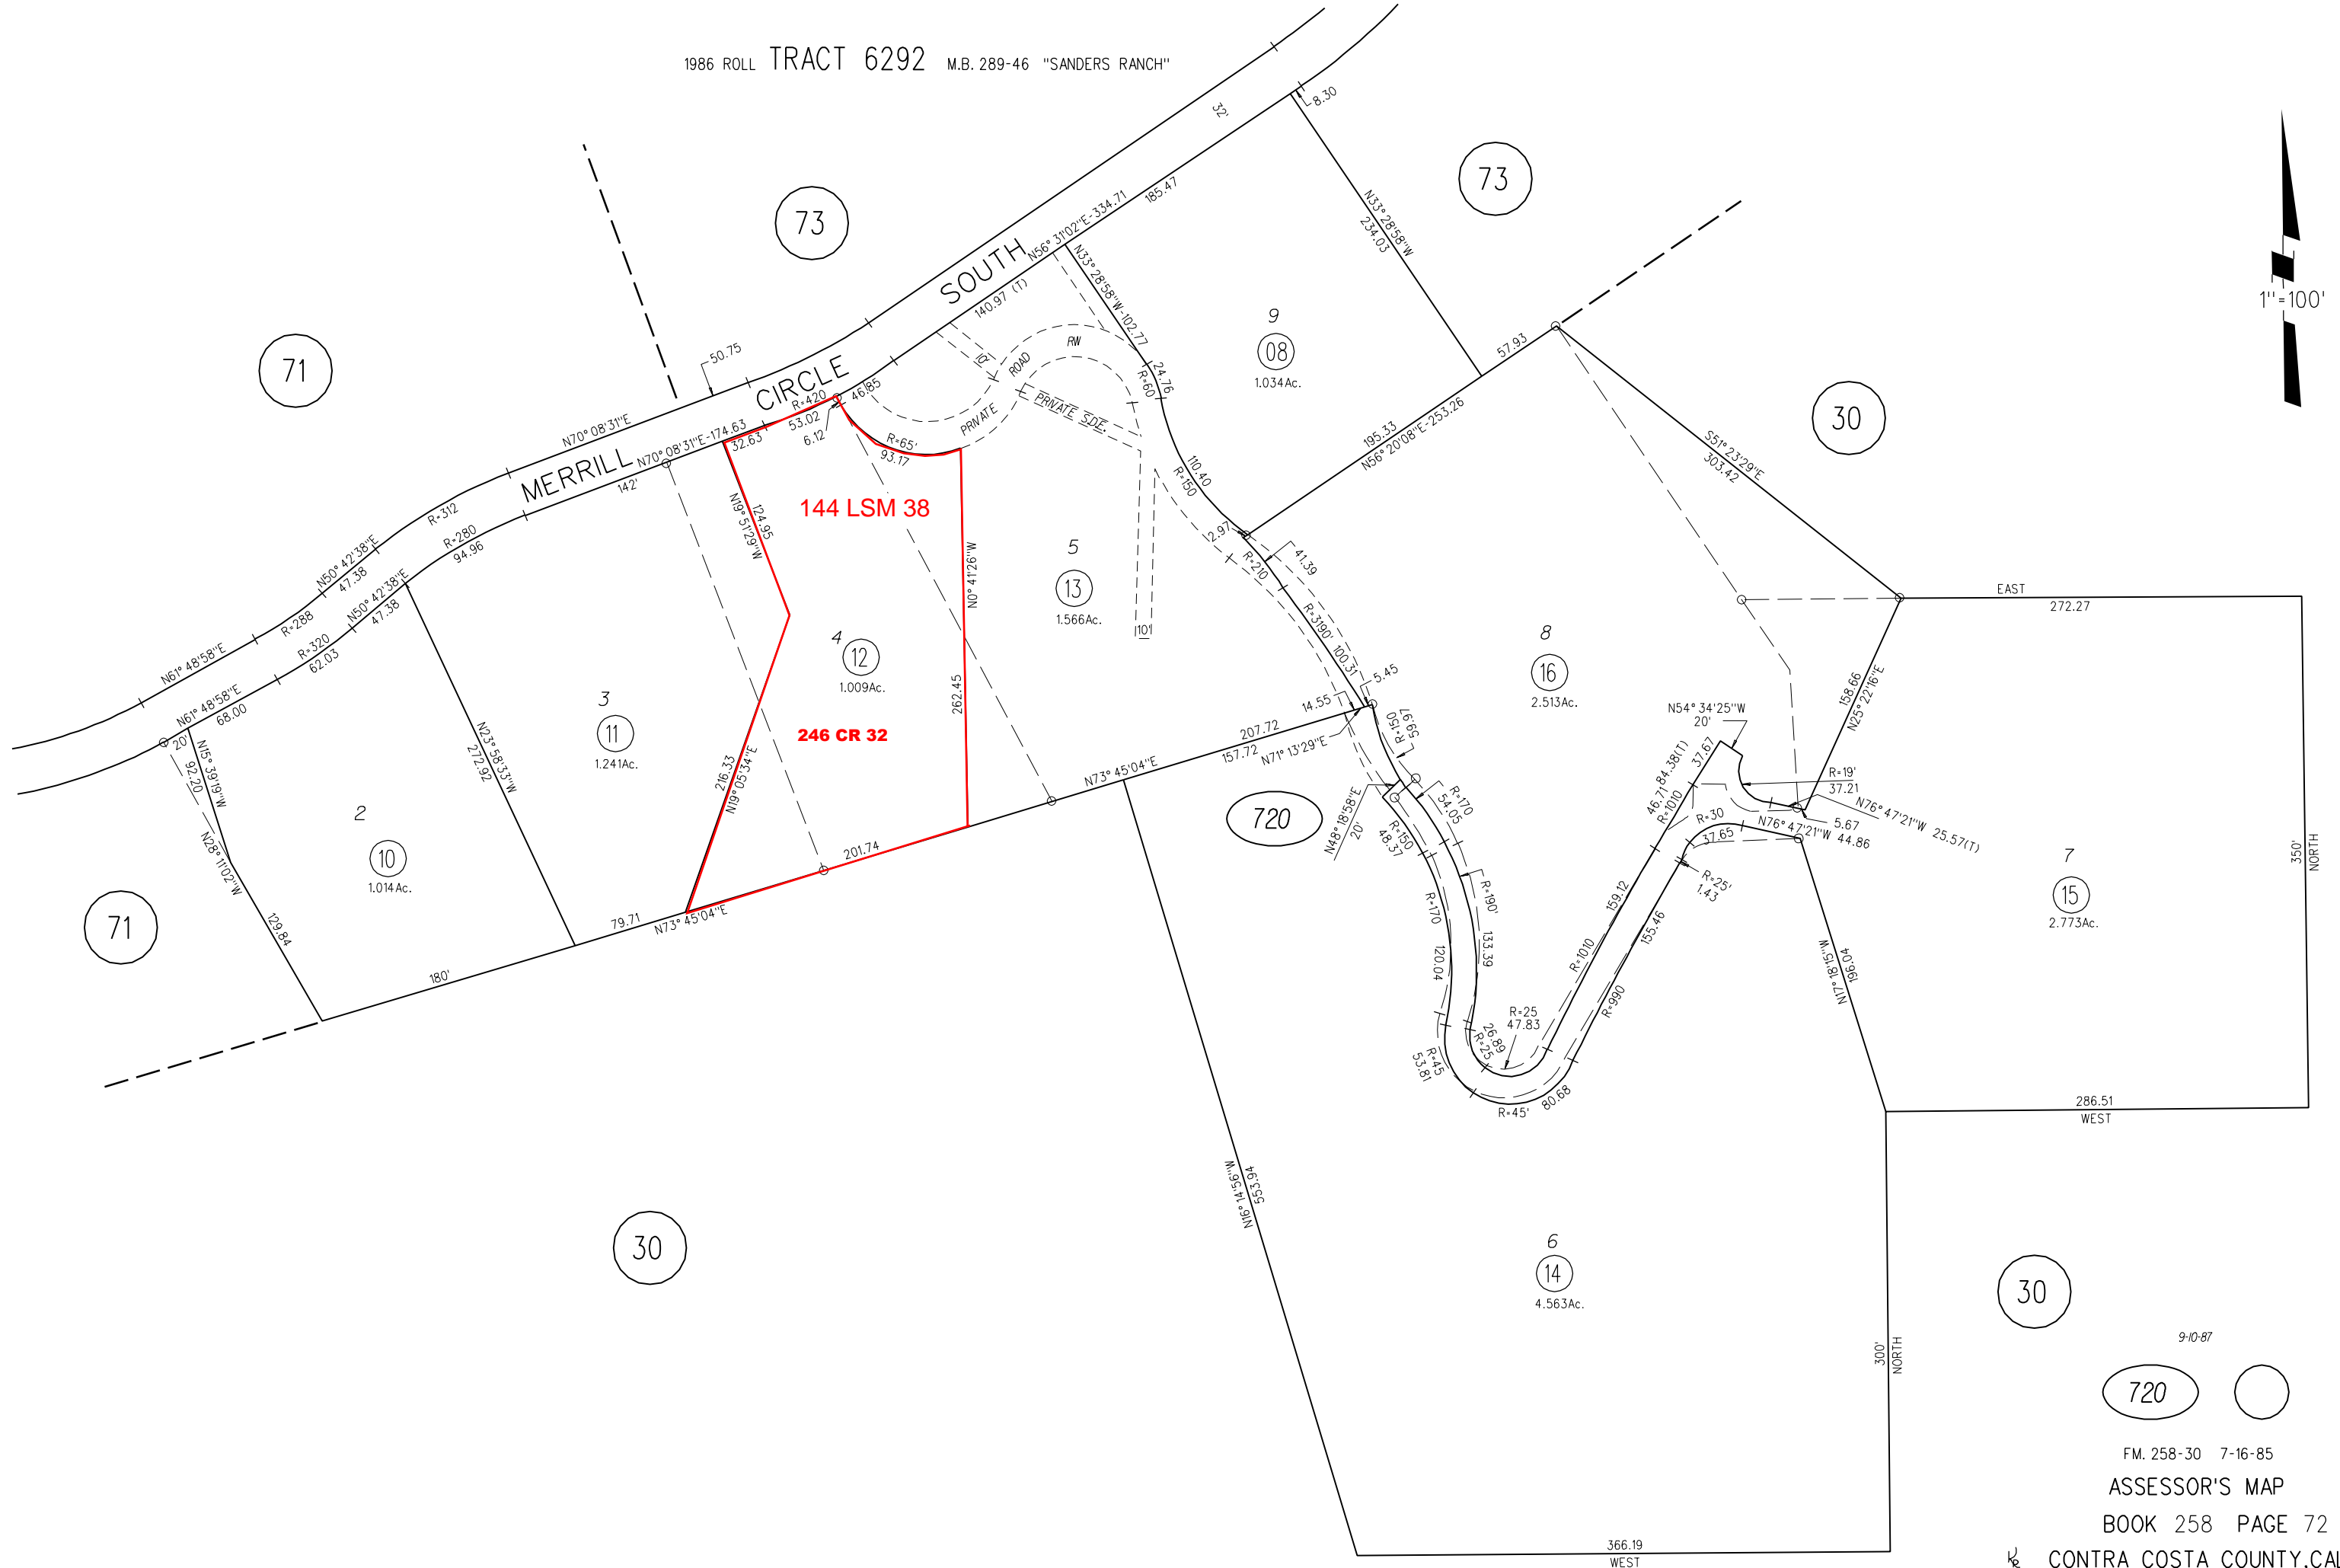 1986 ROLL TRACT 6292 M.B. 289-46 "SANDERS RANCH"
32'
8.30
73
73
71
N33° 28'58"W
234.03
N56° 31'02"E-334.71
185.47
SOUTH
140.97 (T)
N33° 28'58"W-102.77
1"=100'
9
08
1.034Ac.
57.93
50.75
CIRCLE
R=420
53.02
6.12
46.85
10'
ROAD
RW
PRIVATE
PRIVATE S.D.E.
R=60
24.76
30
195.33
N56° 20'08"E-253.26
S51° 23'29"E
303.42
N70° 08'31"E
MERRILL
N70° 08'31"E-174.63
32.63
142'
R=65'
93.17
110.40
R=150
R=312
R=280
94.96
N19° 51'29"W
124.95
144 LSM 38
N0° 41'26"W
5
13
1.566Ac.
10'
2.97
R=210
41.39
R=3190'
100.31
N50° 42'38"E
47.38
N50° 42'38"E
47.38
R=288
R=320
62.03
EAST
272.27
N61° 48'58"E
N61° 48'58"E
68.00
20'
4
12
1.009Ac.
262.45
246 CR 32
3
11
1.241Ac.
8
16
2.513Ac.
158.66
N25° 22'16"E
5.45
14.55
207.72
157.72
N71° 13'29"E
N73° 45'04"E
59.97
R=150
N54° 34'25"W
20'
37.67
84.38(T)
46.71
R=1010
R=19'
37.21
N76° 47'21"W 25.57(T)
5.67
N76° 47'21"W 44.86
R=30
37.65
R=25'
1.43
N15° 39'19"W
92.20
N28° 11'02"W
129.84
N23° 58'33"W
272.92
216.33
N19° 05'34"E
720
N48° 18'58"E
20'
R=170
54.05
R=150
48.37
2
10
1.014Ac.
201.74
79.71
N73° 45'04"E
180'
71
R=170
120.04
R=190'
133.39
159.12
R=1010
155.46
R=990
7
15
2.773Ac.
350'
NORTH
N17° 18'15"W
196.04
R=25
47.83
26.89
R=25
R=45
53.81
R=45'
80.68
286.51
WEST
N16° 14'56"W
553.94
30
6
14
4.563Ac.
300'
NORTH
30
9-10-87
720
FM. 258-30 7-16-85
ASSESSOR'S MAP
BOOK 258 PAGE 72
CONTRA COSTA COUNTY,CAL
366.19
WEST